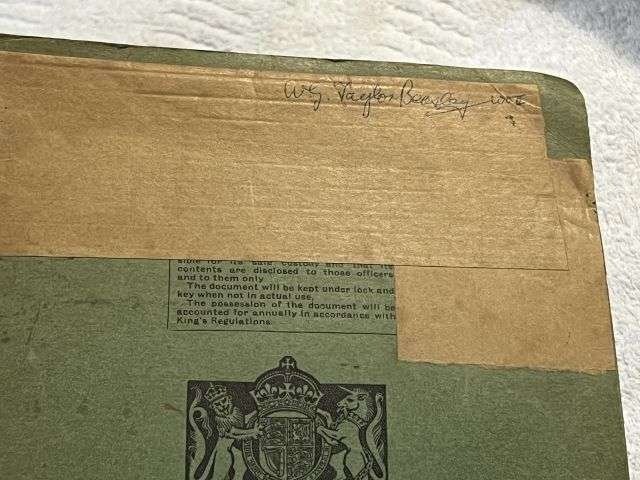 W.G. Taylor Beazley
sible for its safe custody and that its
contents are disclosed to those officers
and to them only
The document will be kept under lock and
key when not in actual use.
The possession of the document will be
accounted for annually in accordance with
King's Regulations.